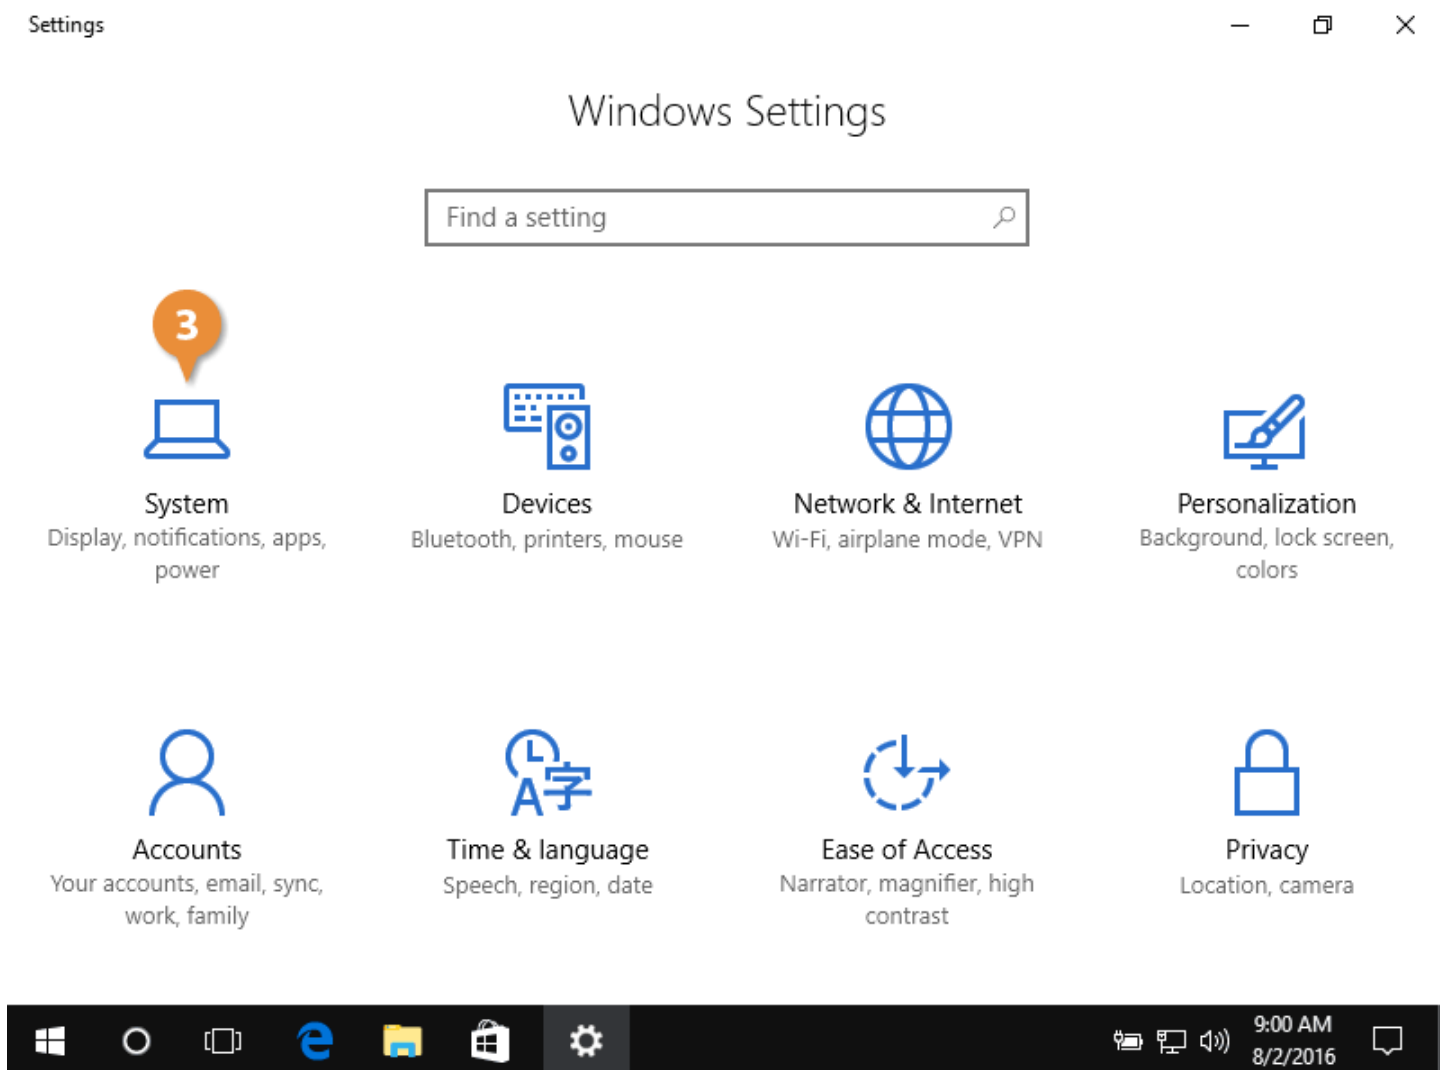 Settings
Windows Settings
Find a setting
3
System
Display, notifications, apps,
power
Devices
Bluetooth, printers, mouse
Network & Internet
Wi-Fi, airplane mode, VPN
Personalization
Background, lock screen,
colors
Accounts
Your accounts, email, sync,
work, family
A字
Time & language
Speech, region, date
Ease of Access
Narrator, magnifier, high
contrast
Privacy
Location, camera
9:00 AM
8/2/2016